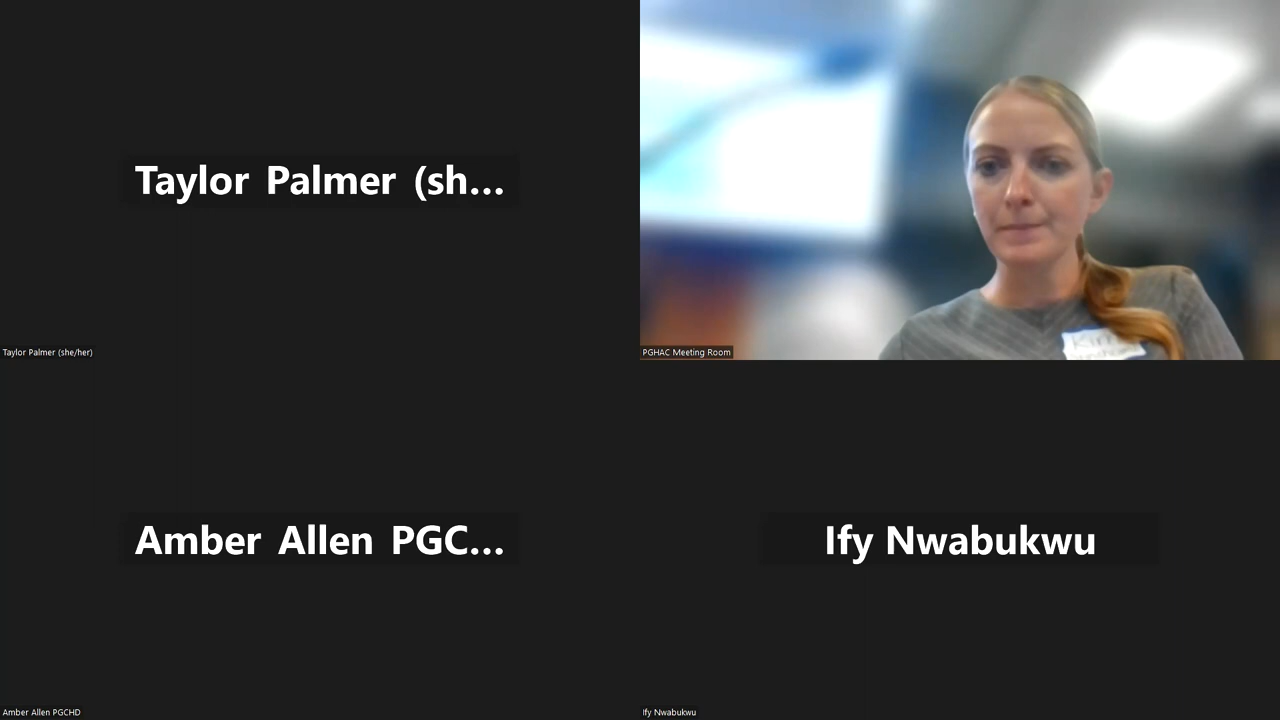 Taylor Palmer (sh...
Taylor Palmer (she/her)
PGHAC Meeting Room
Amber Allen PGC...
Amber Allen PGCHD
Ify Nwabukwu
Ify Nwabukwu